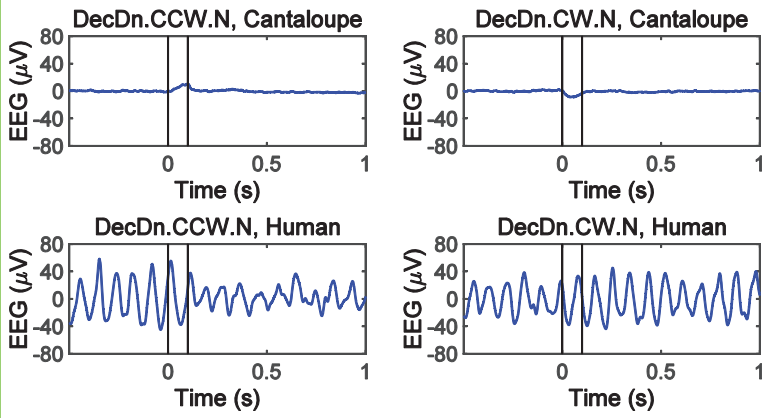 DecDn.CCW.N, Cantaloupe
80
40
0
-40
-80
EEG (μV)
0
0.5
1
Time (s)
DecDn.CW.N, Cantaloupe
80
40
0
-40
-80
EEG (μV)
0
0.5
1
Time (s)
DecDn.CCW.N, Human
80
40
0
-40
-80
EEG (μV)
0
0.5
1
Time (s)
DecDn.CW.N, Human
80
40
0
-40
-80
EEG (μV)
0
0.5
1
Time (s)